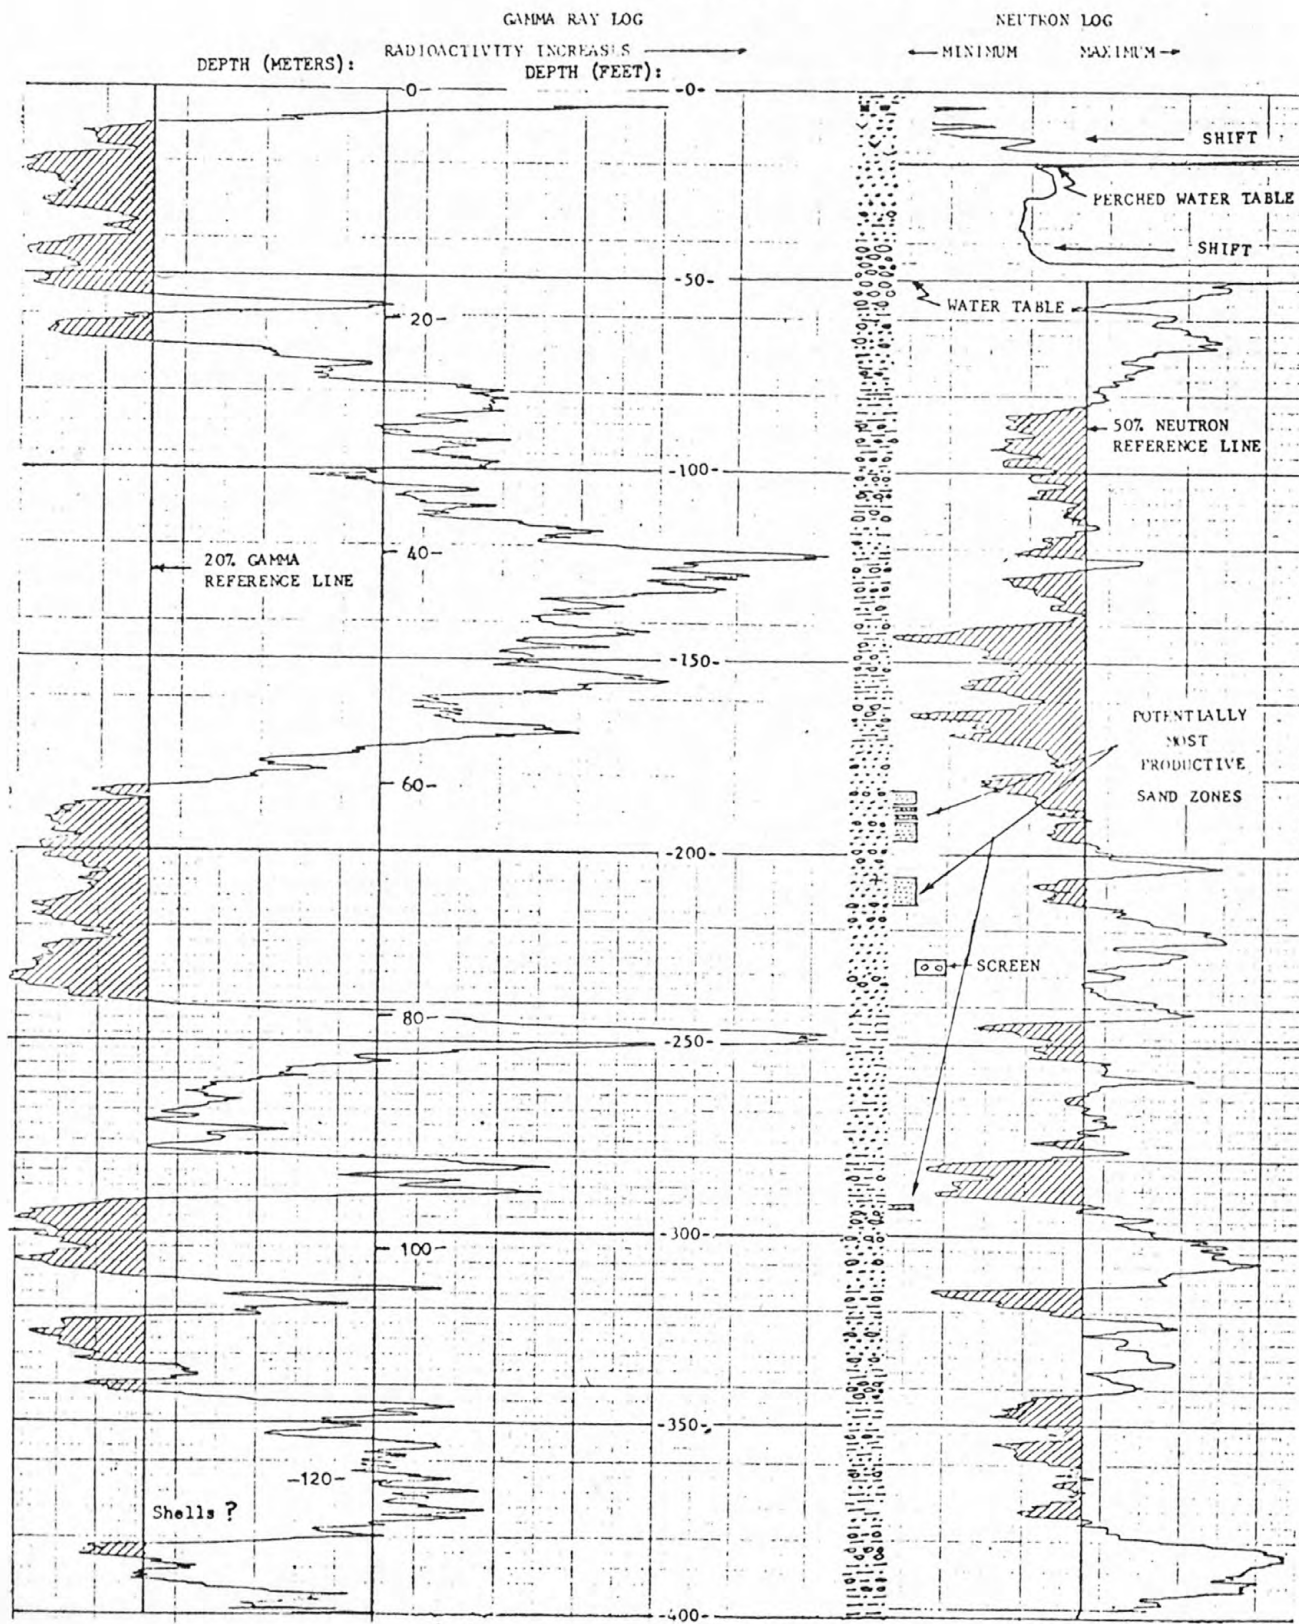 GAMMA RAY LOG
NEUTRON LOG
RADIOACTIVITY INCREASES
MINIMUM
MAXIMUM
DEPTH (METERS):
DEPTH (FEET):
0-
-0-
SHIFT
PERCHED WATER TABLE
SHIFT
-50-
WATER TABLE
20-
50% NEUTRON
REFERENCE LINE
-100-
40-
20% GAMMA
REFERENCE LINE
-150-
POTENTIALLY
MOST
PRODUCTIVE
SAND ZONES
60-
-200-
SCREEN
80-
-250-
-300-
100-
-350-
-120-
Shells ?
-400-